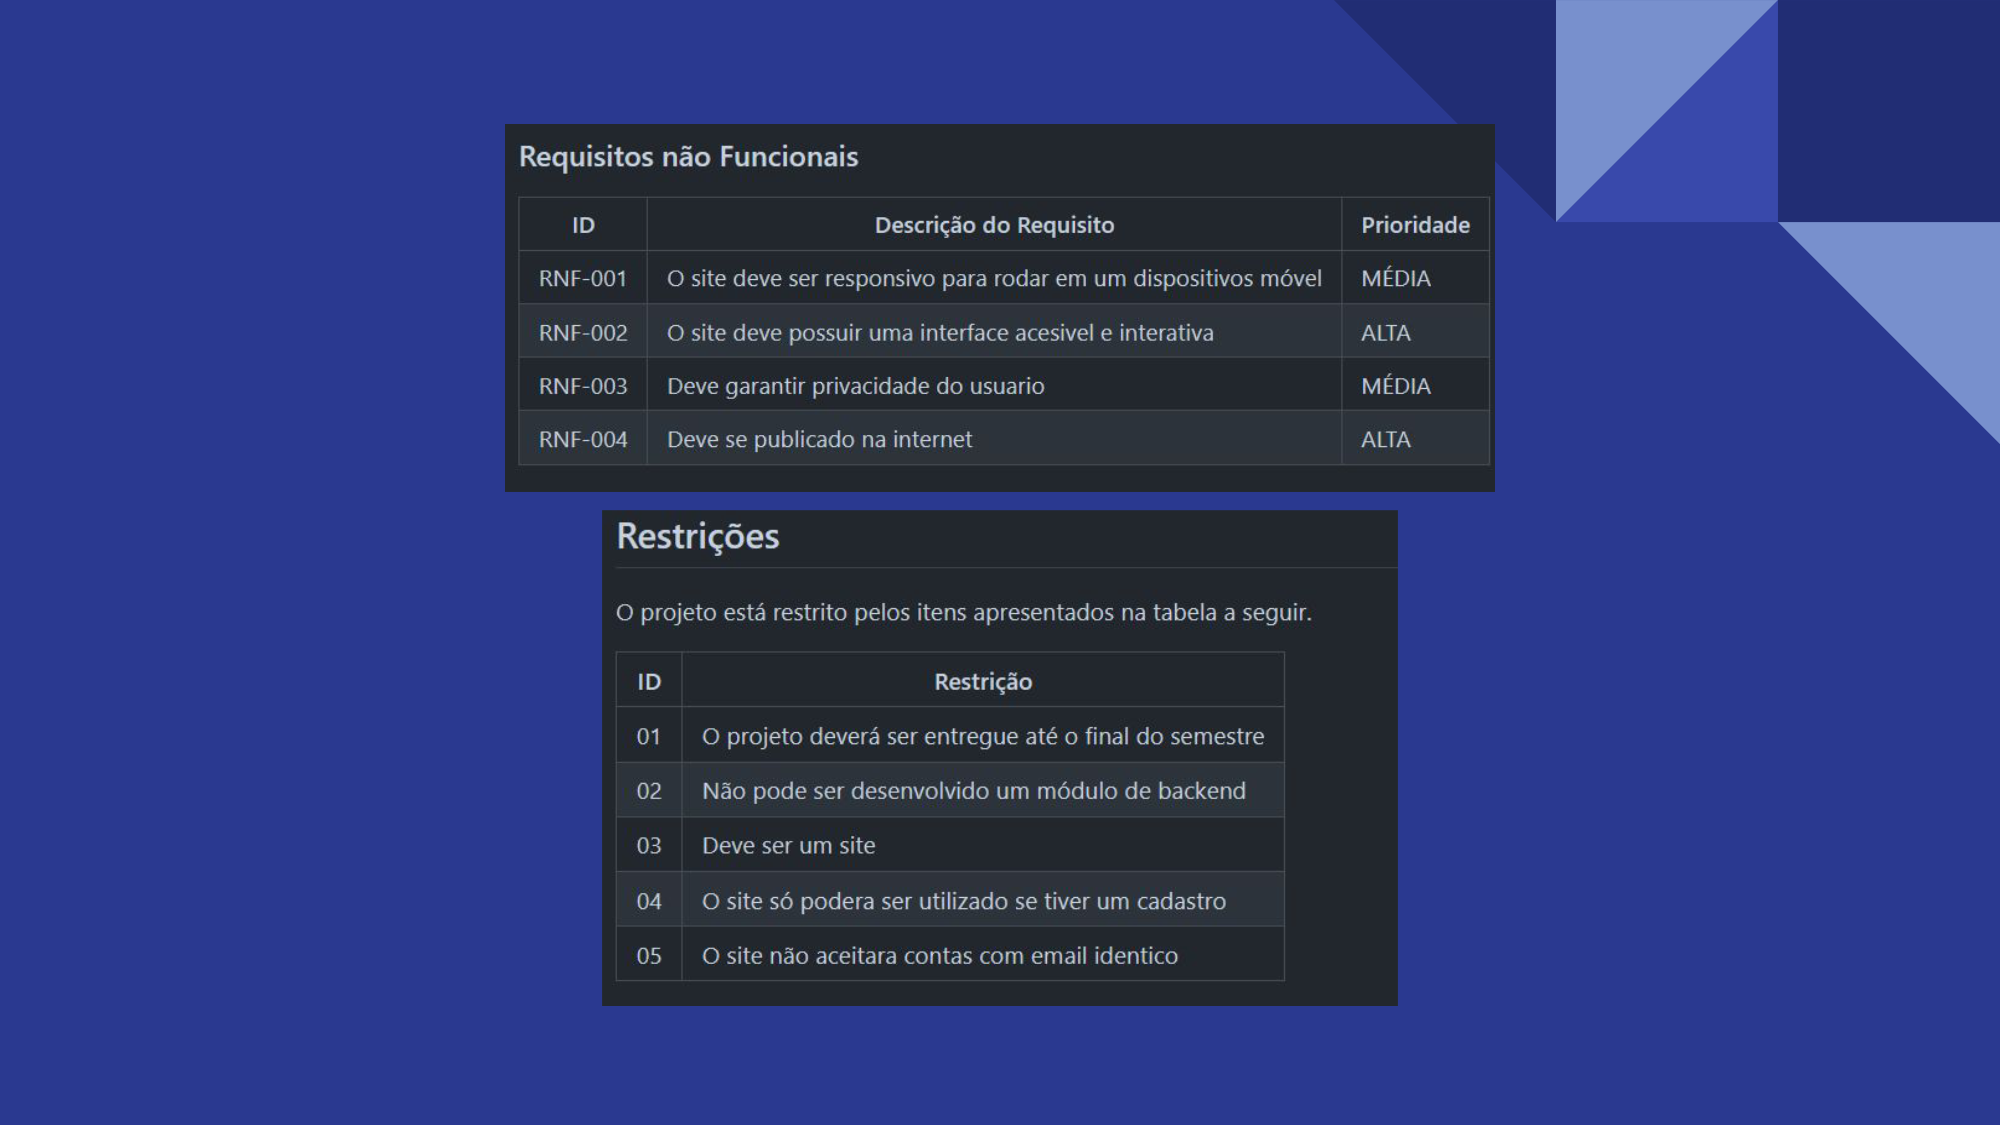 Requisitos não Funcionais
ID Descrição do Requisito Prioridade
RNF-001 O site deve ser responsivo para rodar em um dispositivos móvel MÉDIA
RNF-002 O site deve possuir uma interface acesivel e interativa ALTA
RNF-003 Deve garantir privacidade do usuario MÉDIA
RNF-004 Deve se publicado na internet ALTA
Restrições
O projeto está restrito pelos itens apresentados na tabela a seguir.
ID Restrição
01 O projeto deverá ser entregue até o final do semestre
02 Não pode ser desenvolvido um módulo de backend
03 Deve ser um site
04 O site só podera ser utilizado se tiver um cadastro
05 O site não aceitara contas com email identico